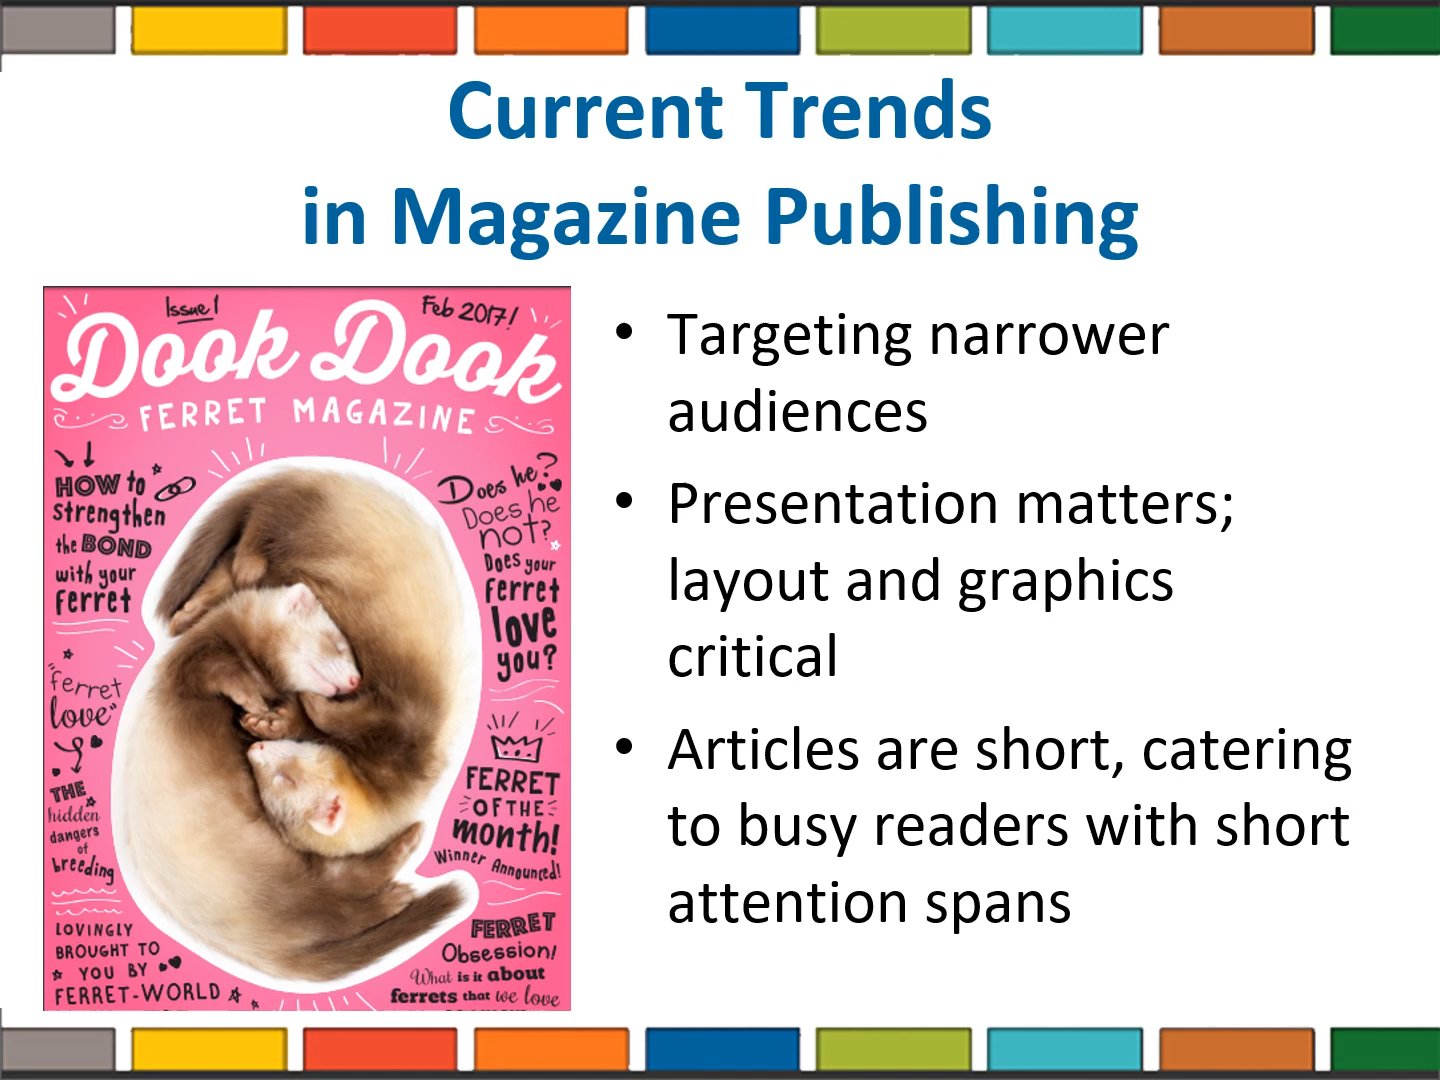 Current Trends
in Magazine Publishing
Issue 1
Feb 2017!
Dook Dook
FERRET MAGAZINE
HOW to
strengthen
the BOND
with your
ferret
"ferret
love"
THE
hidden
dangers
of
breeding
LOVINGLY
BROUGHT TO
YOU BY
FERRET-WORLD
Does he?
Does he
not?
Does your
ferret
love
you?
FERRET
OF THE
month!
Winner Announced!
FERRET
Obsession!
What is it about
ferrets that we love
• Targeting narrower
audiences
• Presentation matters;
layout and graphics
critical
• Articles are short, catering
to busy readers with short
attention spans